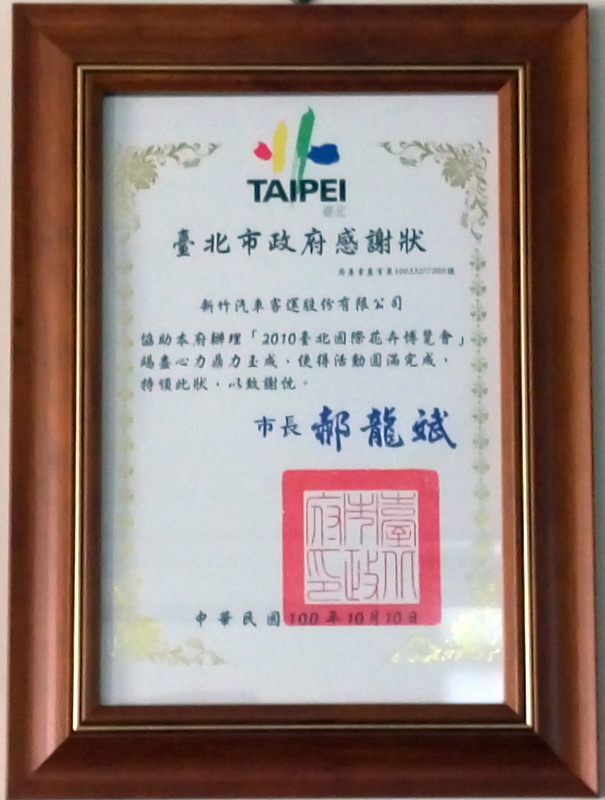 TAIPEI
臺北
臺北市政府感謝狀
新竹汽車客運股份有限公司
協助本府辦理「2010臺北國際花卉博覽會」
竭盡心力鼎力玉成，使得活動圓滿完成，
特頒此狀，以致謝忱。
市長 郝龍斌
臺北市政府印
中華民國100年10月10日